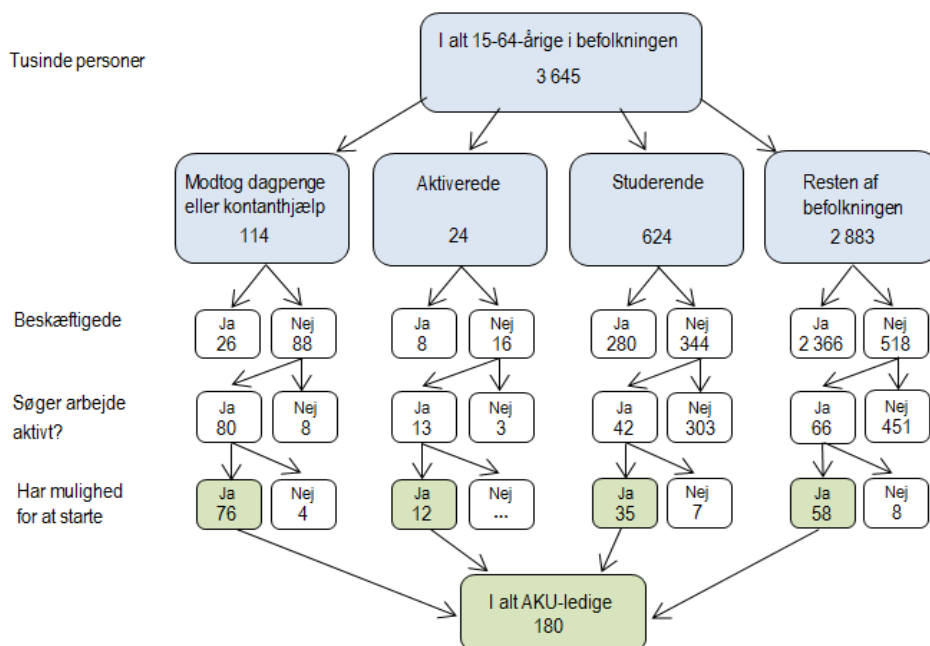 I alt 15-64-årige i befolkningen
Tusinde personer
3 645
Modtog dagpenge
eller kontanthjælp
114
Aktiverede
24
Studerende
624
Resten af
befolkningen
2 883
Beskæftigede
Ja
26
Nej
88
Ja
8
Nej
16
Ja
280
Nej
344
Ja
2 366
Nej
518
Søger arbejde
aktivt?
Ja
80
Nej
8
Ja
13
Nej
3
Ja
42
Nej
303
Ja
66
Nej
451
Har mulighed
for at starte
Ja
76
Nej
4
Ja
12
Nej
...
Ja
35
Nej
7
Ja
58
Nej
8
I alt AKU-ledige
180